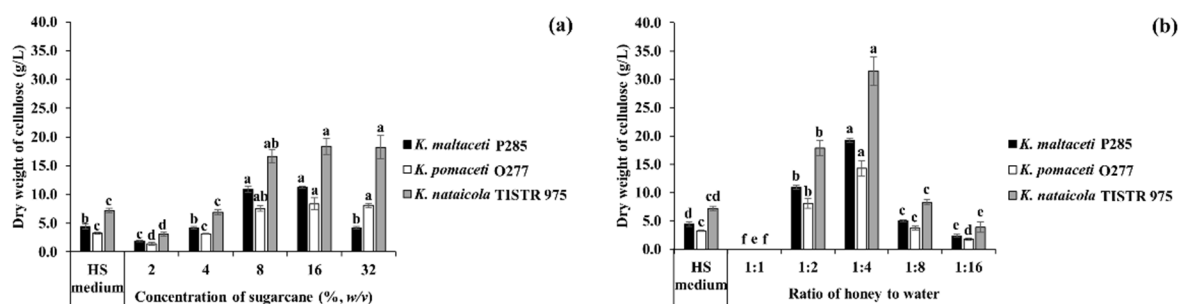 (a)
Dry weight of cellulose (g/L)
40.0
35.0
30.0
25.0
20.0
15.0
10.0
5.0
0.0
b c c
d d d
b c c
a ab ab
a a a
b a a
HS medium
2 4 8 16 32
Concentration of sugarcane (%, w/v)
K. maltaceti P285
K. pomaceti O277
K. nataicola TISTR 975
(b)
Dry weight of cellulose (g/L)
40.0
35.0
30.0
25.0
20.0
15.0
10.0
5.0
0.0
d c cd
f e f
b b b
a a a
c c c
e d e
HS medium
1:1 1:2 1:4 1:8 1:16
Ratio of honey to water
K. maltaceti P285
K. pomaceti O277
K. nataicola TISTR 975